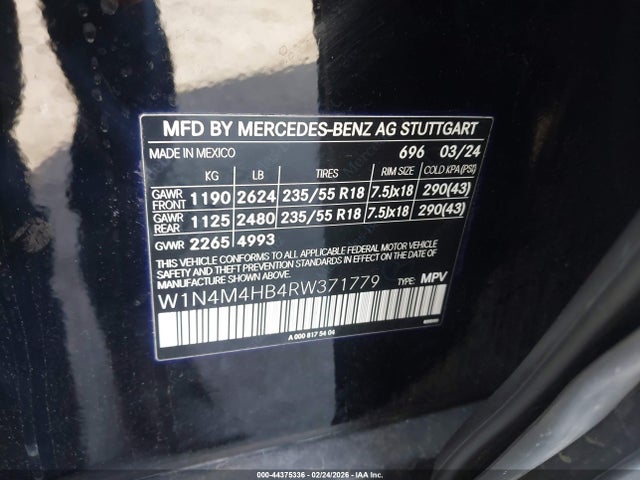 MFD BY MERCEDES-BENZ AG STUTTGART
MADE IN MEXICO 696 03/24
KG LB TIRES RIM SIZE COLD KPA (PSI)
GAWR FRONT 1190 2624 235/55 R18 7.5Jx18 290(43)
GAWR REAR 1125 2480 235/55 R18 7.5Jx18 290(43)
GVWR 2265 4993
THIS VEHICLE CONFORMS TO ALL APPLICABLE FEDERAL MOTOR VEHICLE
SAFETY AND THEFT PREVENTION STANDARDS IN EFFECT ON THE DATE OF
MANUFACTURE SHOWN ABOVE.
W1N4M4HB4RW371779 TYPE: MPV
A 000 817 54 04
000-44375336 - 02/24/2026 - IAA Inc.